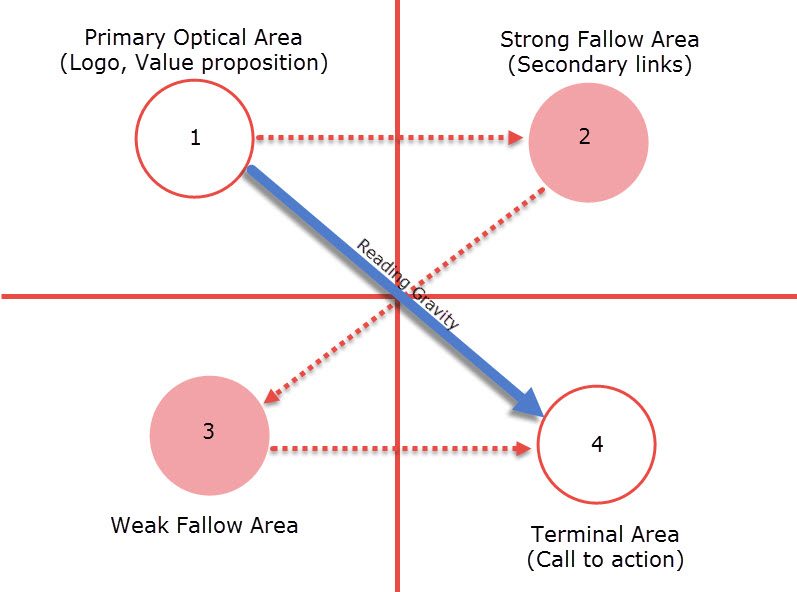 Primary Optical Area
(Logo, Value proposition)
Strong Fallow Area
(Secondary links)
1
2
Reading Gravity
3
4
Weak Fallow Area
Terminal Area
(Call to action)